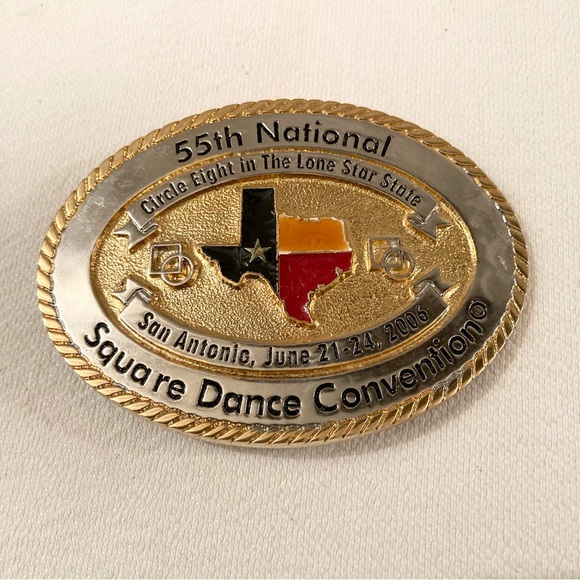 55th National
Circle Eight in The Lone Star State
San Antonio, June 21-24, 2006
Square Dance Convention®